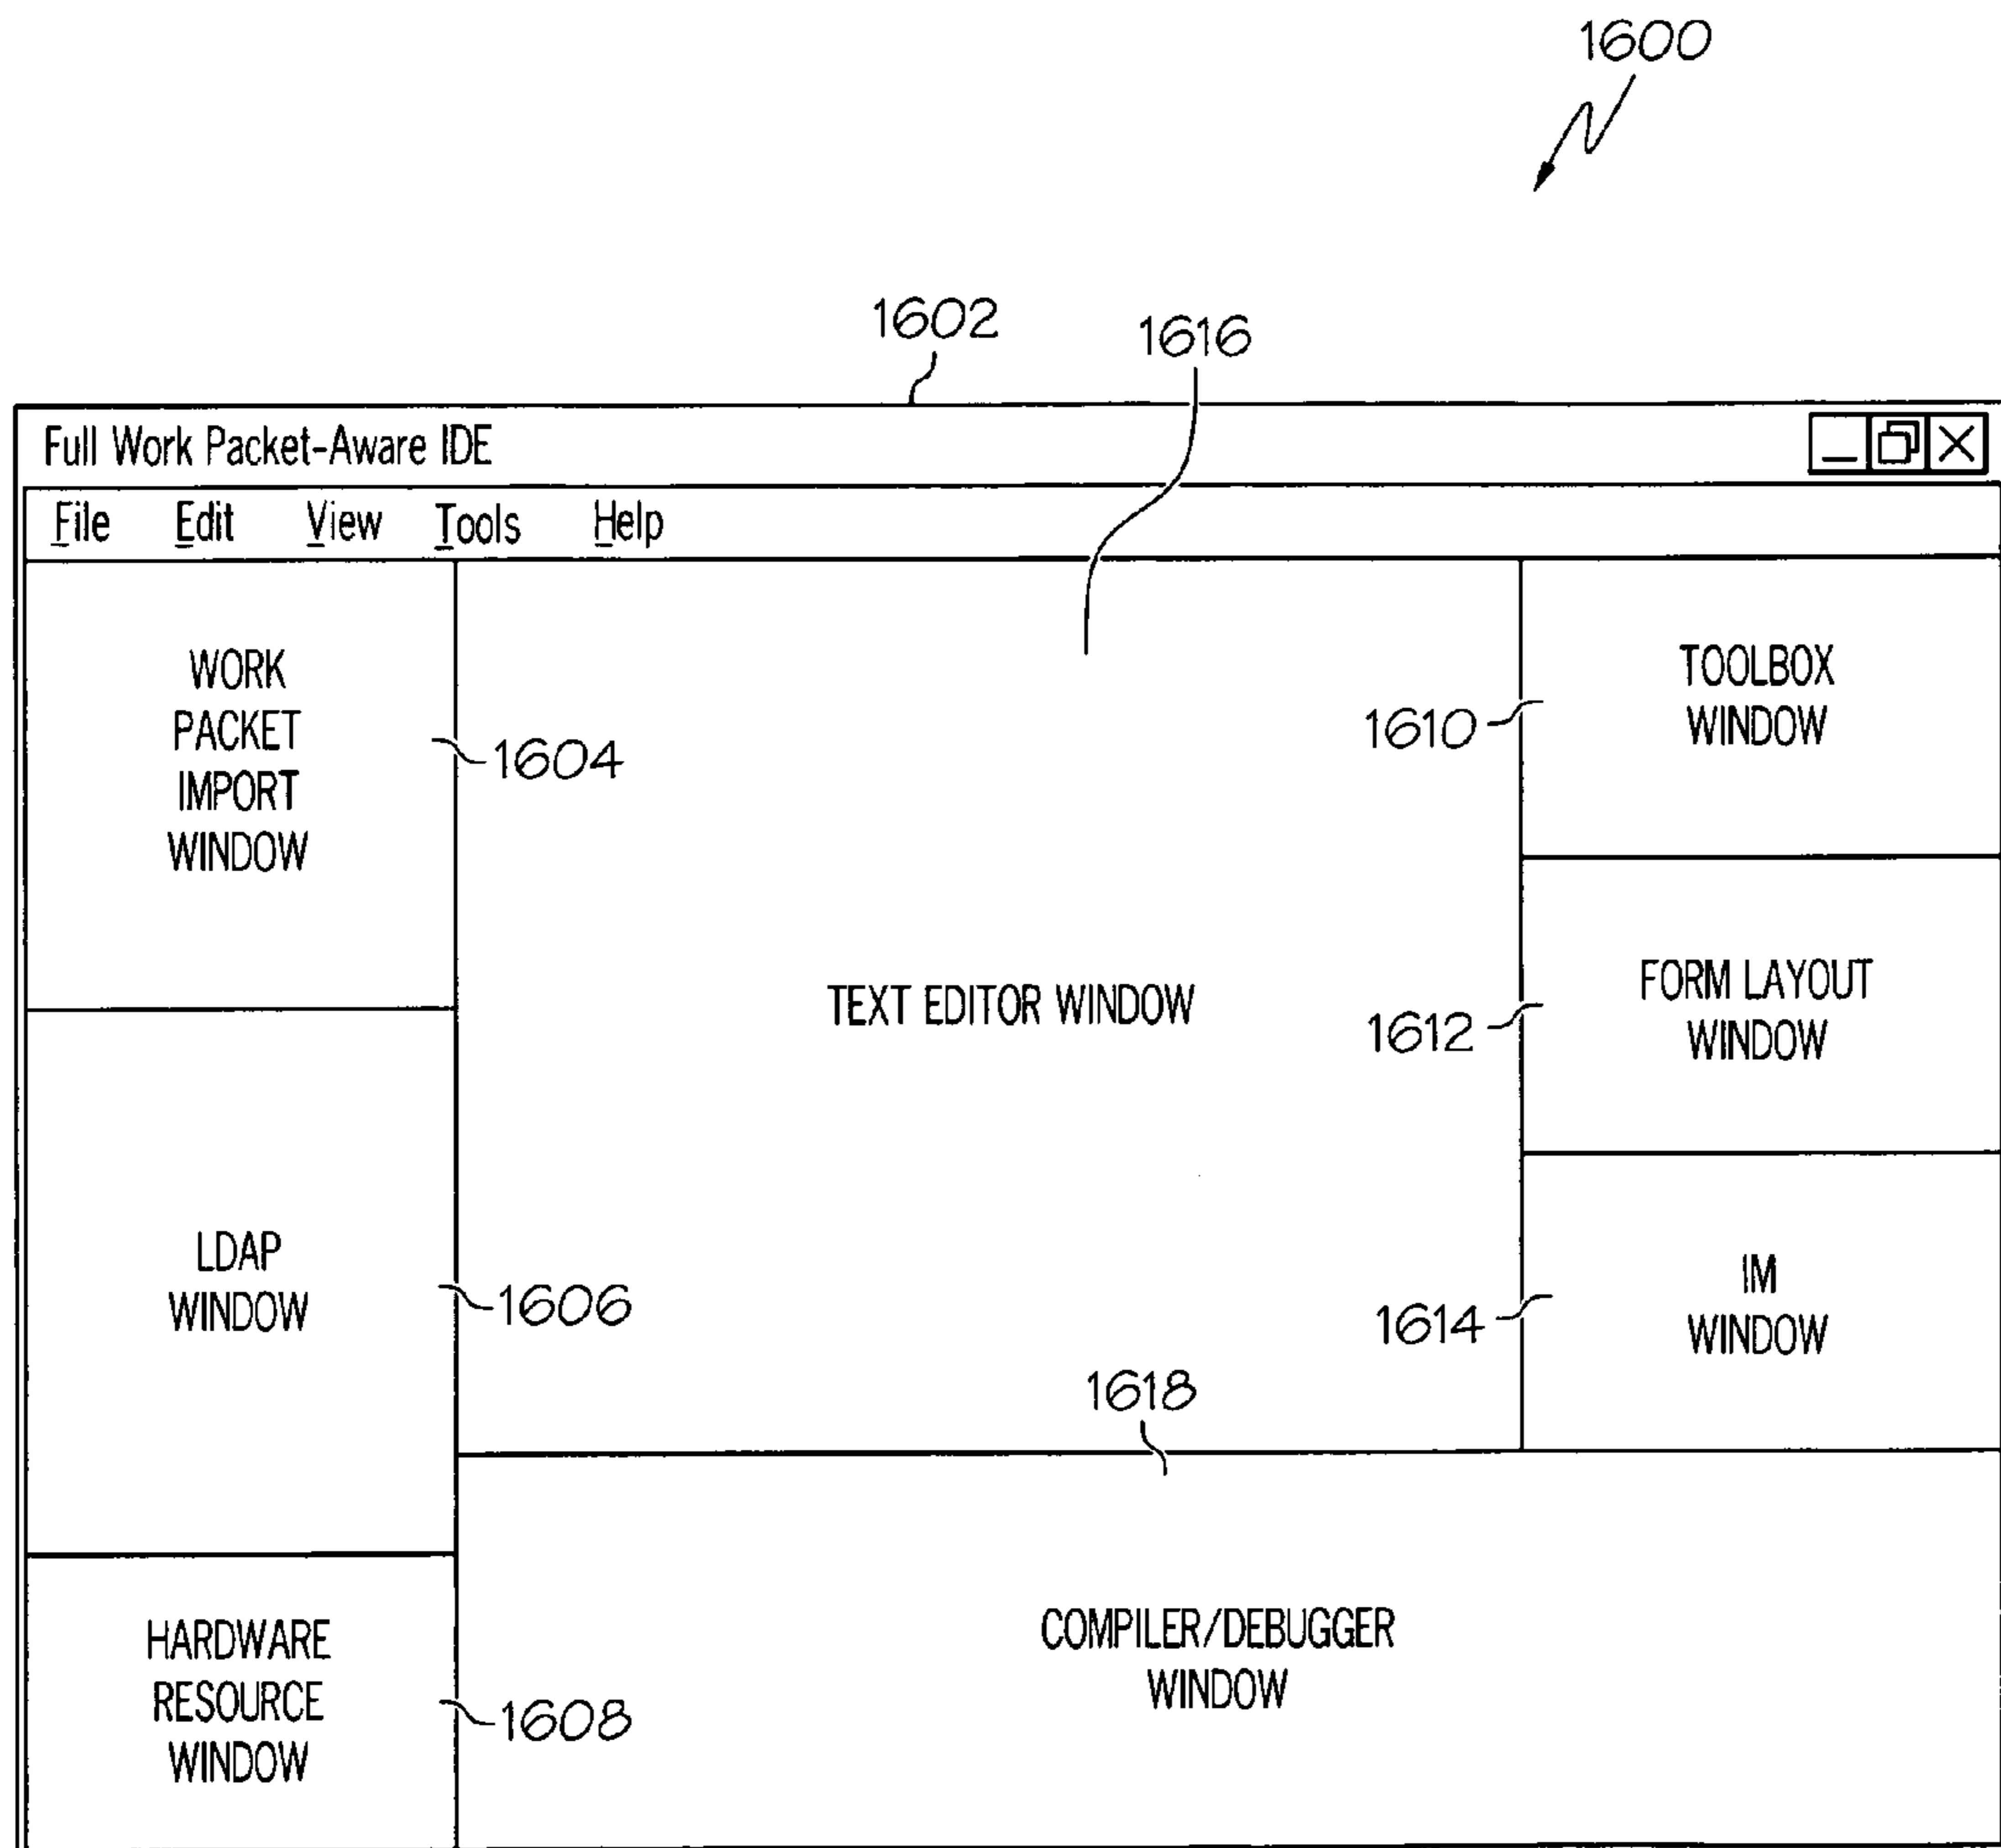 1600
1602
1616
Full Work Packet-Aware IDE
File Edit View Tools Help
WORK
PACKET
IMPORT
WINDOW
1604
TOOLBOX
WINDOW
1610
TEXT EDITOR WINDOW
FORM LAYOUT
WINDOW
1612
LDAP
WINDOW
1606
IM
WINDOW
1614
1618
HARDWARE
RESOURCE
WINDOW
1608
COMPILER/DEBUGGER
WINDOW